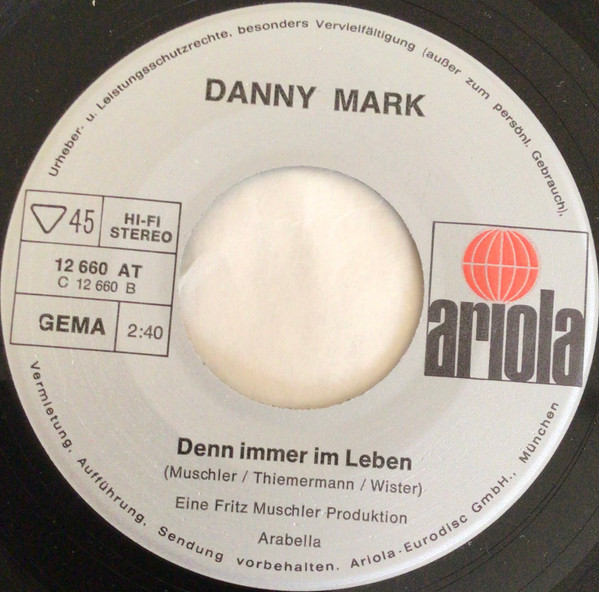 Urheber- u. Leistungsschutzrechte, besonders Vervielfältigung (außer zum persönl. Gebrauch),
DANNY MARK
45
HI-FI
STEREO
12 660 AT
C 12 660 B
GEMA
2:40
ariola
Denn immer im Leben
(Muschler / Thiemermann / Wister)
Eine Fritz Muschler Produktion
Arabella
Vermietung, Aufführung, Sendung vorbehalten. Ariola-Eurodisc GmbH., München